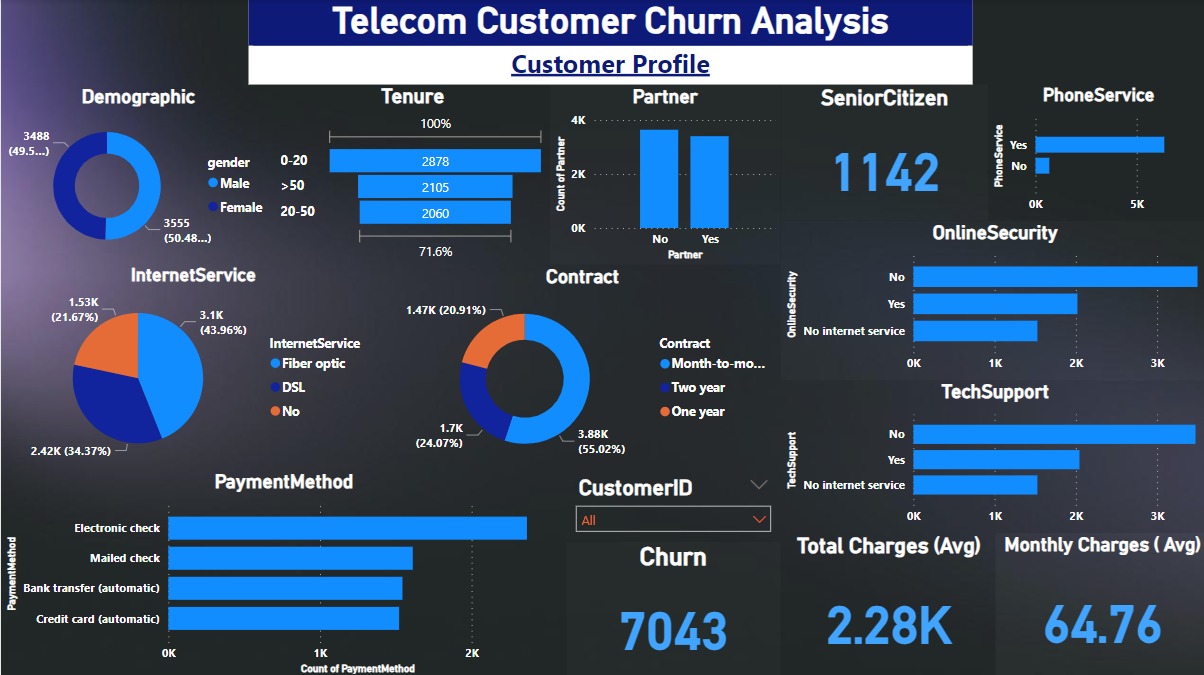 Telecom Customer Churn Analysis
Customer Profile
Demographic
3488
(49.5...)
3555
(50.48...)
gender
Male
Female
Tenure
100%
0-20
2878
>50
2105
20-50
2060
71.6%
Partner
Count of Partner
4K
2K
0K
No
Yes
Partner
SeniorCitizen
1142
PhoneService
PhoneService
Yes
No
0K
5K
OnlineSecurity
OnlineSecurity
No
Yes
No internet service
0K
1K
2K
3K
InternetService
1.53K
(21.67%)
3.1K
(43.96%)
2.42K (34.37%)
InternetService
Fiber optic
DSL
No
Contract
1.47K (20.91%)
1.7K
(24.07%)
3.88K
(55.02%)
Contract
Month-to-mo...
Two year
One year
TechSupport
TechSupport
No
Yes
No internet service
0K
1K
2K
3K
PaymentMethod
PaymentMethod
Electronic check
Mailed check
Bank transfer (automatic)
Credit card (automatic)
0K
1K
2K
Count of PaymentMethod
CustomerID
All
Churn
7043
Total Charges (Avg)
2.28K
Monthly Charges ( Avg)
64.76